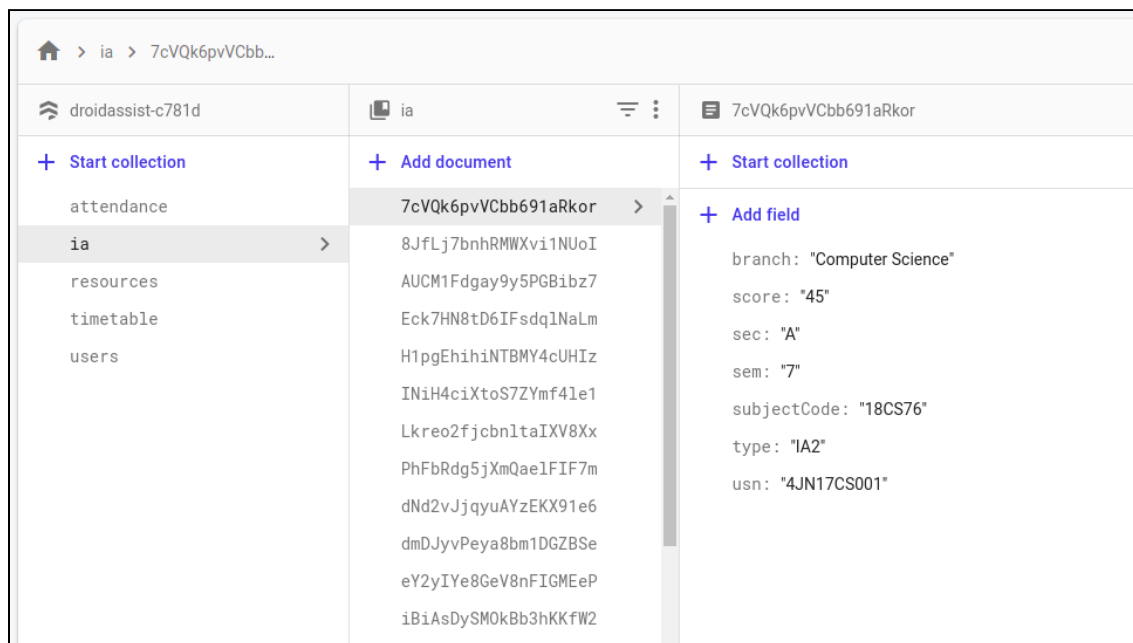 ia > 7cVQk6pvVCbb…
droidassist-c781d
Start collection
attendance
ia
resources
timetable
users
ia
Add document
7cVQk6pvVCbb691aRkor
8JfLj7bnhRMWXvi1NUoI
AUCM1Fdgay9y5PGBibz7
Eck7HN8tD6IFsdqlNaLm
H1pgEhihiNTBMY4cUHIz
INiH4ciXtoS7ZYmf4le1
Lkreo2fjcbnltaIXV8Xx
PhFbRdg5jXmQaelFIF7m
dNd2vJjqyuAYzEKX91e6
dmDJyvPeya8bm1DGZBSe
eY2yIYe8GeV8nFIGMEeP
iBiAsDySMOkBb3hKKfW2
7cVQk6pvVCbb691aRkor
Start collection
Add field
branch: "Computer Science"
score: "45"
sec: "A"
sem: "7"
subjectCode: "18CS76"
type: "IA2"
usn: "4JN17CS001"